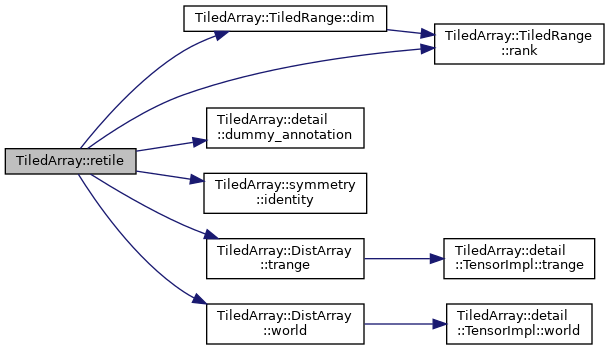 TiledArray::TiledRange::dim
TiledArray::TiledRange
::rank
TiledArray::detail
::dummy_annotation
TiledArray::retile
TiledArray::symmetry
::identity
TiledArray::DistArray
::trange
TiledArray::detail
::TensorImpl::trange
TiledArray::DistArray
::world
TiledArray::detail
::TensorImpl::world